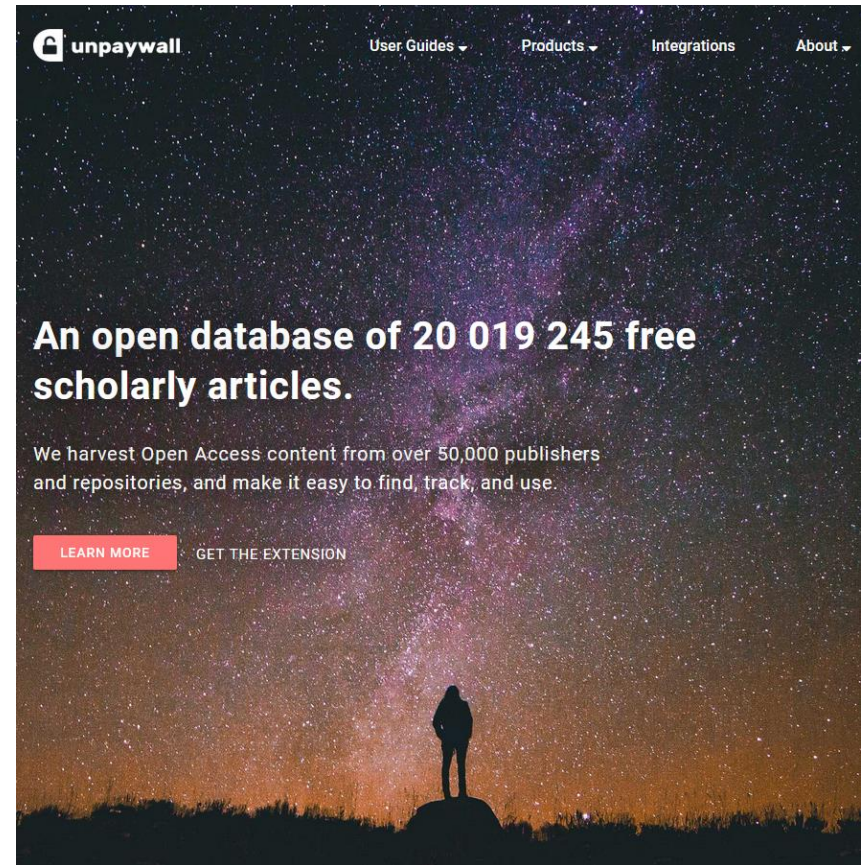 unpaywall
User Guides
Products
Integrations
About
An open database of 20 019 245 free
scholarly articles.
We harvest Open Access content from over 50,000 publishers
and repositories, and make it easy to find, track, and use.
LEARN MORE
GET THE EXTENSION